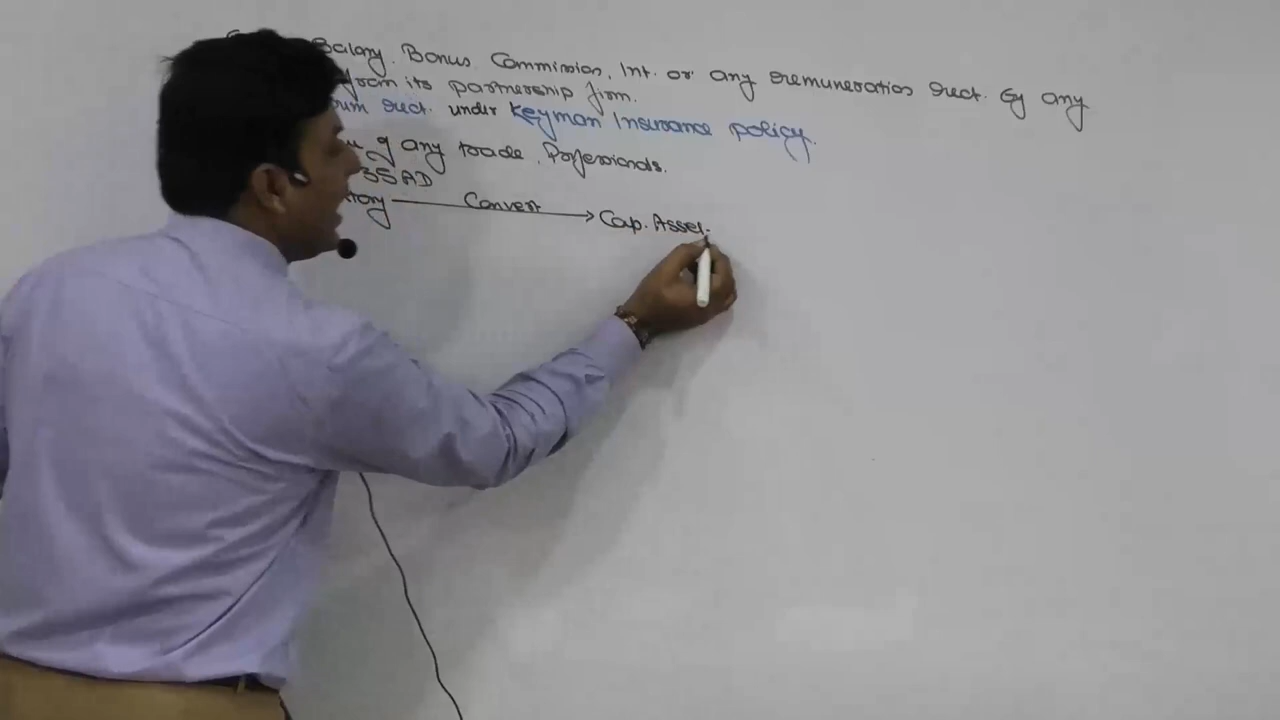 Salary, Bonus Commission, Int. or any remuneration rect. by any
from its partnership firm.
sum rect. under Keyman Insurance policy.
of any trade, Professionals.
35AD
Convert Cap. Asset.